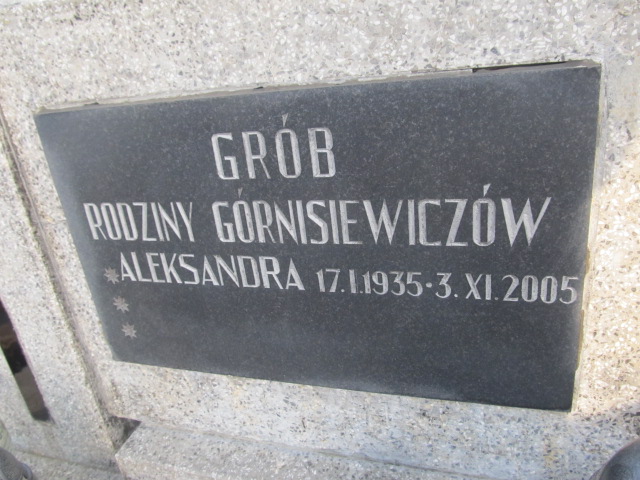 GRÓB
RODZINY GÓRNISIEWICZÓW
ALEKSANDRA 17.I.1935·3.XI.2005